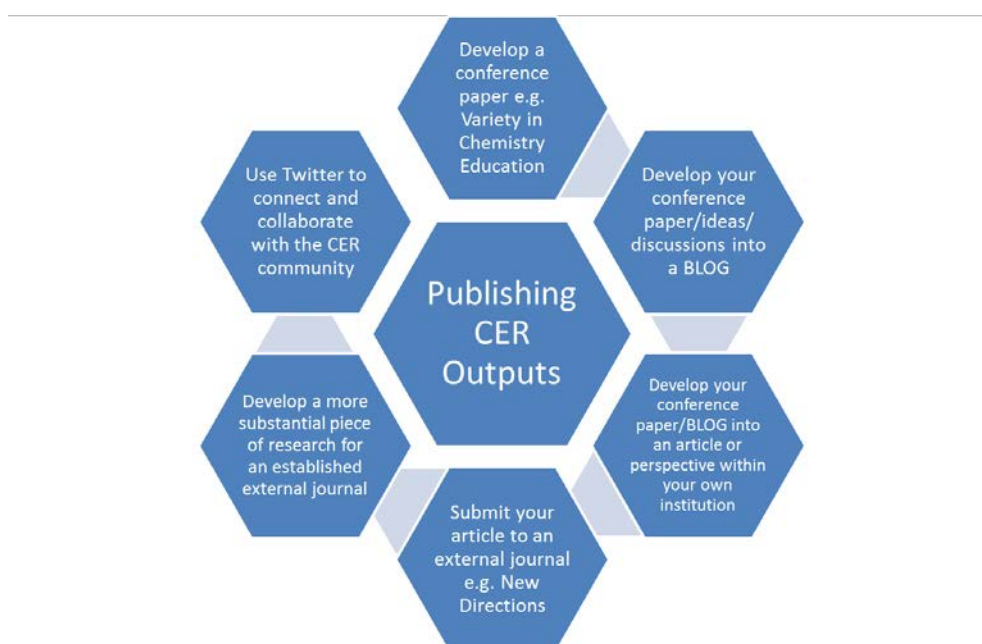 Develop a
conference
paper e.g.
Variety in
Chemistry
Education
Develop your
conference
paper/ideas/
discussions into
a BLOG
Develop your
conference
paper/BLOG into
an article or
perspective within
your own
institution
Submit your
article to an
external journal
e.g. New
Directions
Develop a more
substantial piece
of research for
an established
external journal
Use Twitter to
connect and
collaborate
with the CER
community
Publishing
CER
Outputs